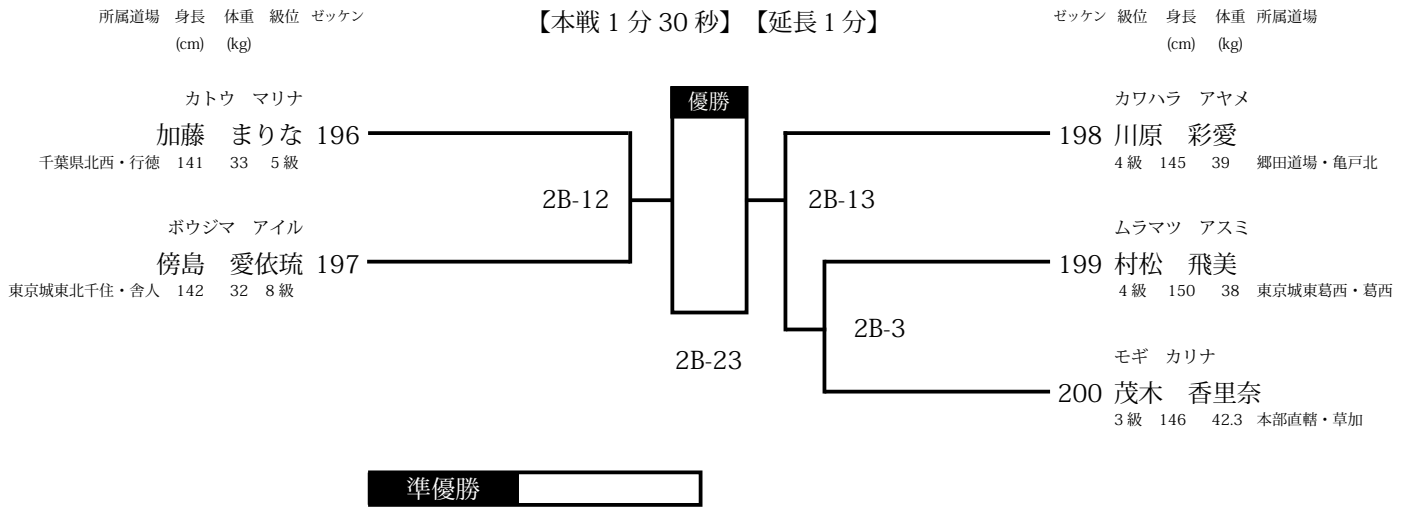 所属道場 身長 体重 級位 ゼッケン
(cm) (kg)
【本戦 1 分 30 秒】【延長 1 分】
ゼッケン 級位 身長 体重 所属道場
(cm) (kg)
カトウ マリナ
加藤 まりな 196
千葉県北西・行徳 141 33 5 級
ボウジマ アイル
傍島 愛依琉 197
東京城東北千住・舎人 142 32 8 級
2B-12
優勝
2B-23
2B-13
2B-3
カワハラ アヤメ
198 川原 彩愛
4 級 145 39 郷田道場・亀戸北
ムラマツ アスミ
199 村松 飛美
4 級 150 38 東京城東葛西・葛西
モギ カリナ
200 茂木 香里奈
3 級 146 42.3 本部直轄・草加
準優勝